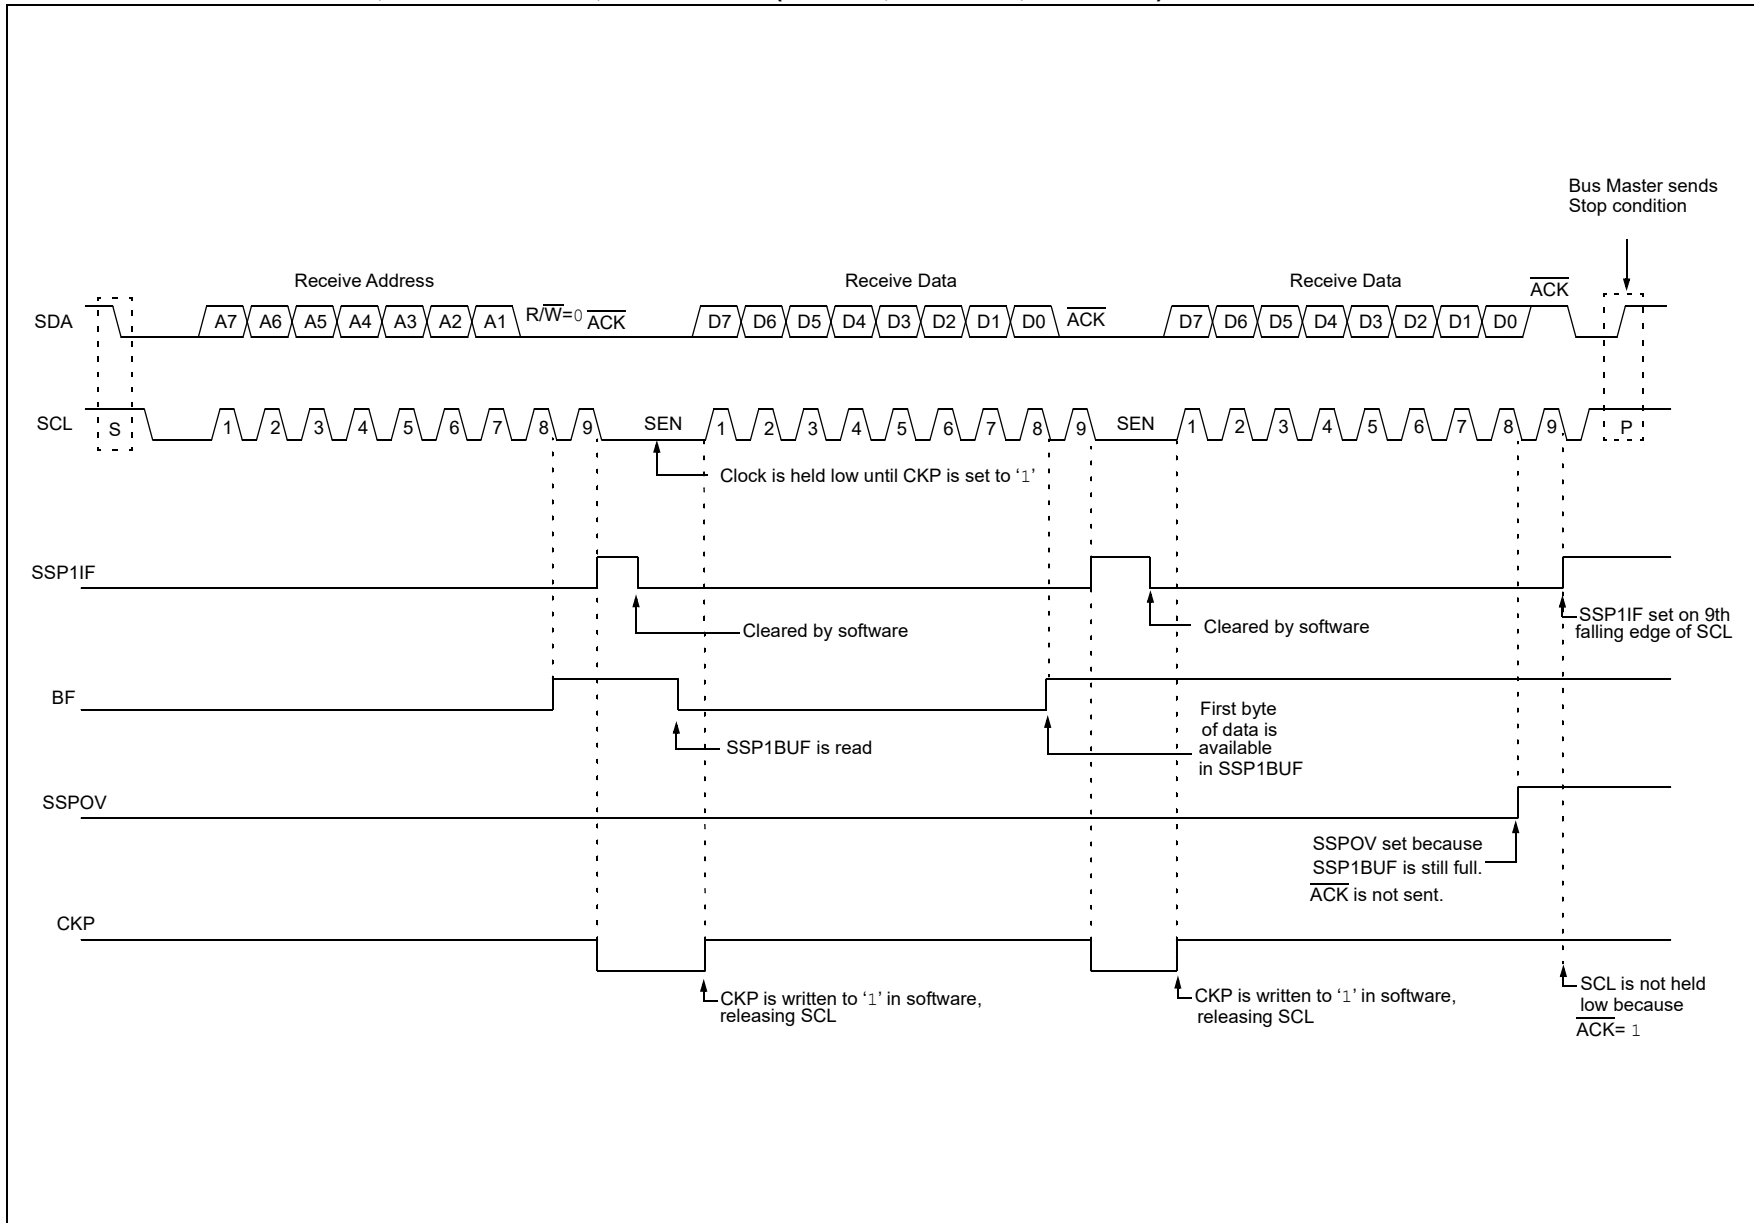 Bus Master sends
Stop condition
Receive Address
Receive Data
Receive Data
ACK
SDA
A7 A6 A5 A4 A3 A2 A1 R/W=0 ACK
D7 D6 D5 D4 D3 D2 D1 D0 ACK
D7 D6 D5 D4 D3 D2 D1 D0
SCL
S 1 2 3 4 5 6 7 8 9 SEN 1 2 3 4 5 6 7 8 9 SEN 1 2 3 4 5 6 7 8 9 P
Clock is held low until CKP is set to ‘1’
SSP1IF
Cleared by software
Cleared by software
SSP1IF set on 9th
falling edge of SCL
BF
SSP1BUF is read
First byte
of data is
available
in SSP1BUF
SSPOV
SSPOV set because
SSP1BUF is still full.
ACK is not sent.
CKP
CKP is written to ‘1’ in software,
releasing SCL
CKP is written to ‘1’ in software,
releasing SCL
SCL is not held
low because
ACK= 1